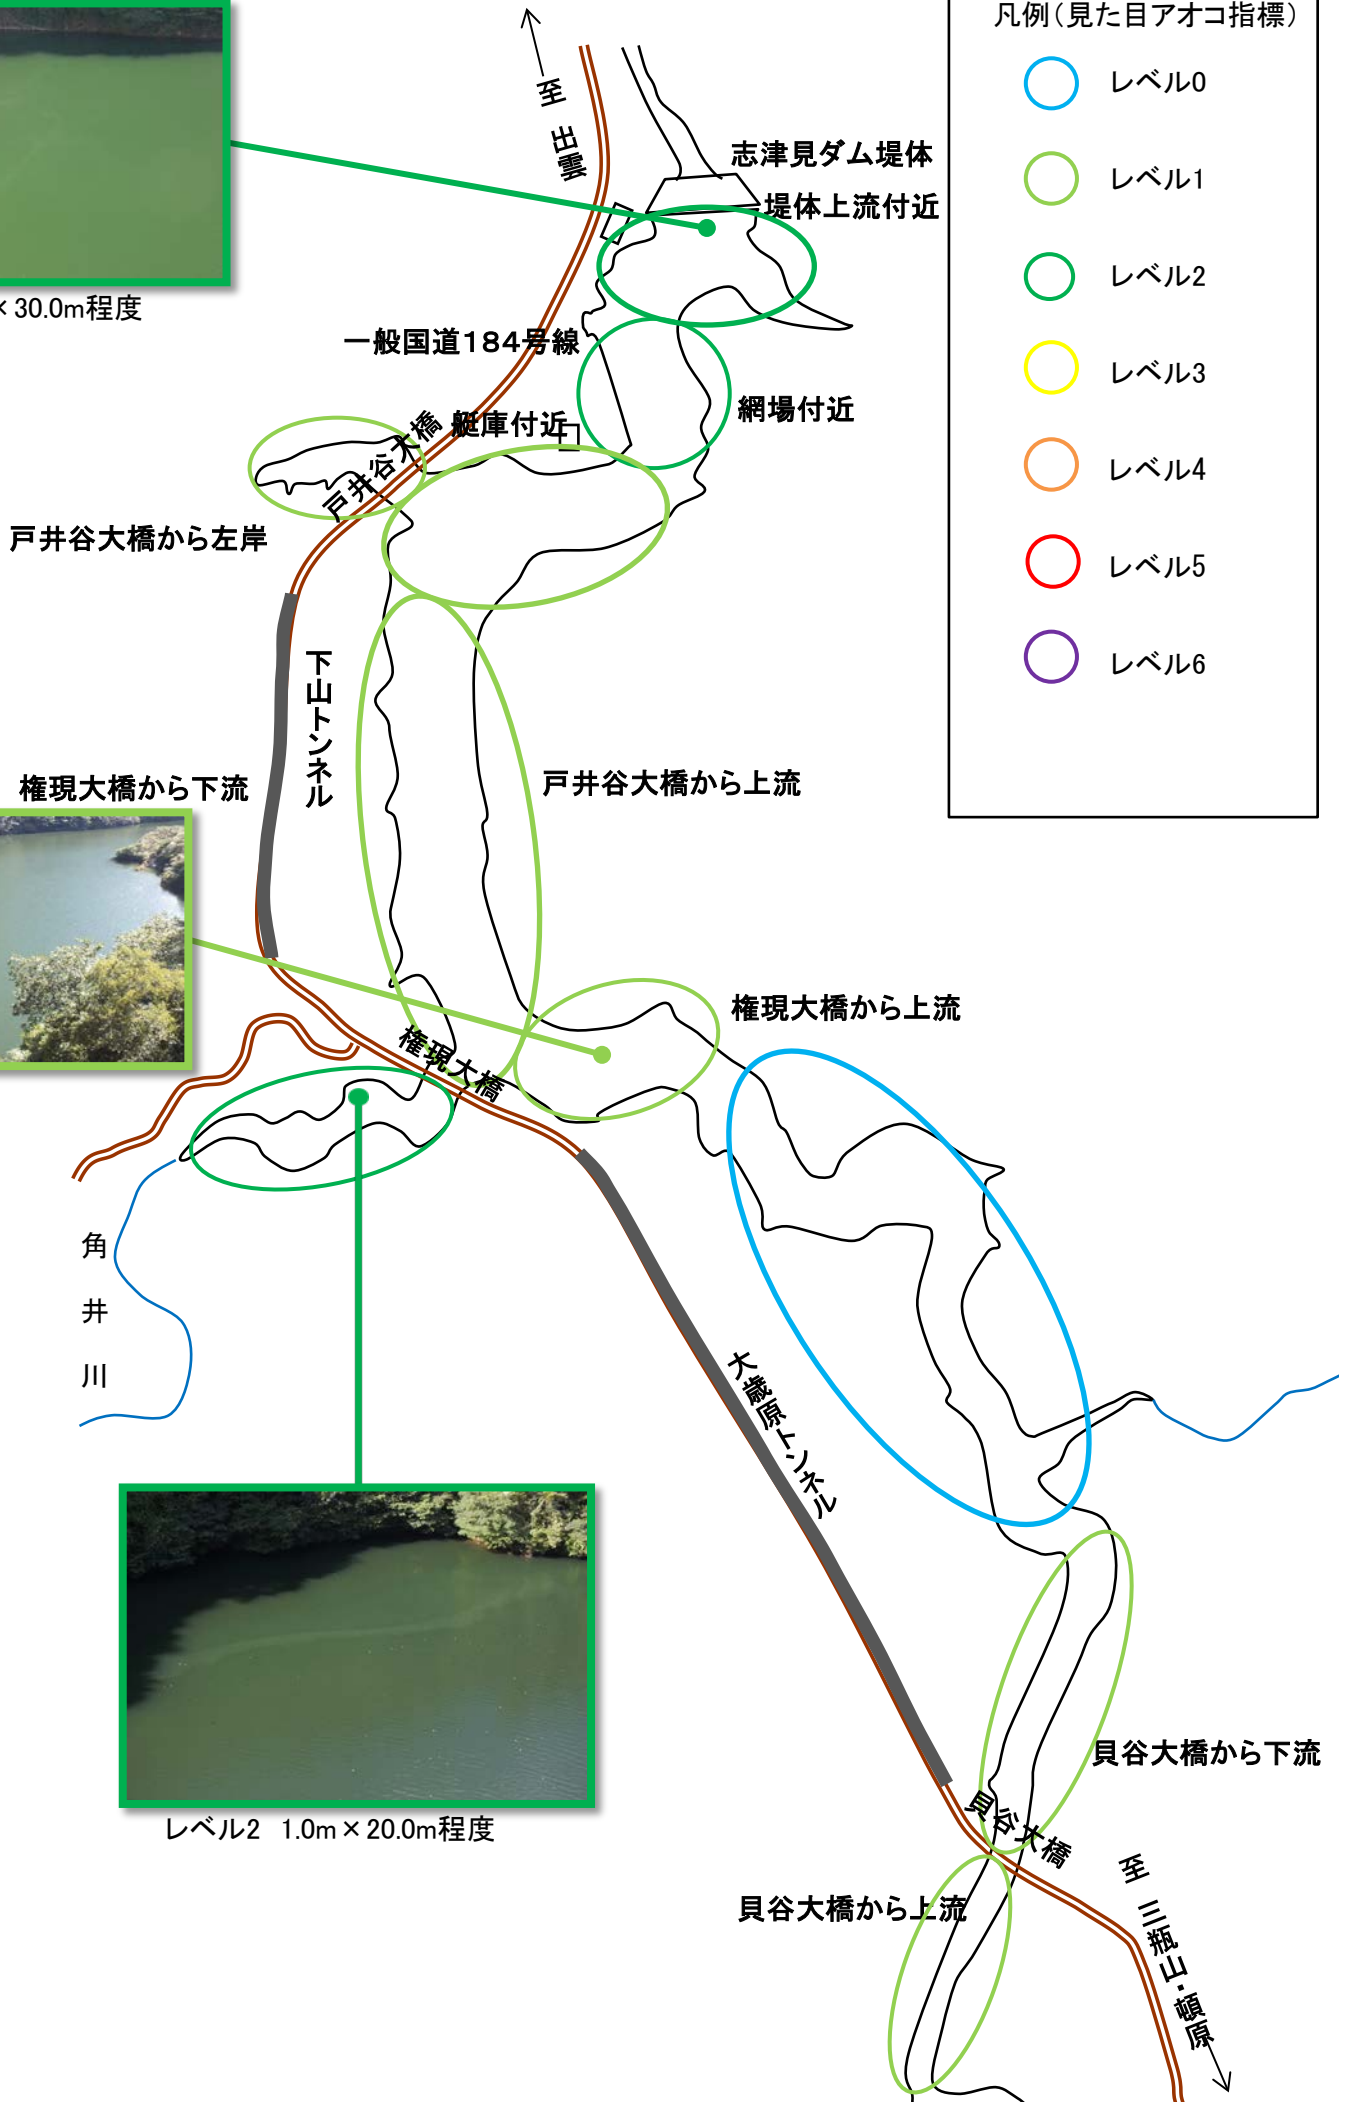 凡例（見た目アオコ指標）
レベル0
レベル1
レベル2
レベル3
レベル4
レベル5
レベル6
至 出雲
志津見ダム堤体
堤体上流付近
×30.0m程度
一般国道184号線
網場付近
艇庫付近
戸井谷大橋
戸井谷大橋から左岸
下山トンネル
権現大橋から下流
戸井谷大橋から上流
権現大橋から上流
権現大橋
角井川
大歳原トンネル
レベル2 1.0m×20.0m程度
貝谷大橋から下流
貝谷大橋
貝谷大橋から上流
至 三瓶山・頓原